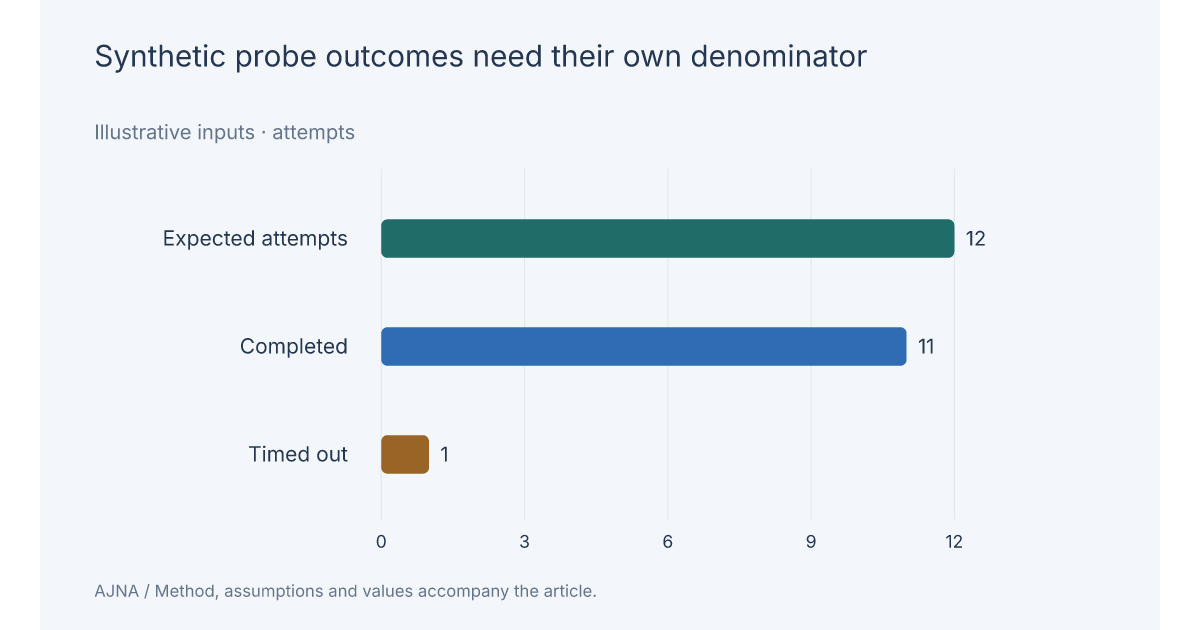 Synthetic probe outcomes need their own denominator
Illustrative inputs · attempts
Expected attempts 12
Completed 11
Timed out 1
0 3 6 9 12
AJNA / Method, assumptions and values accompany the article.